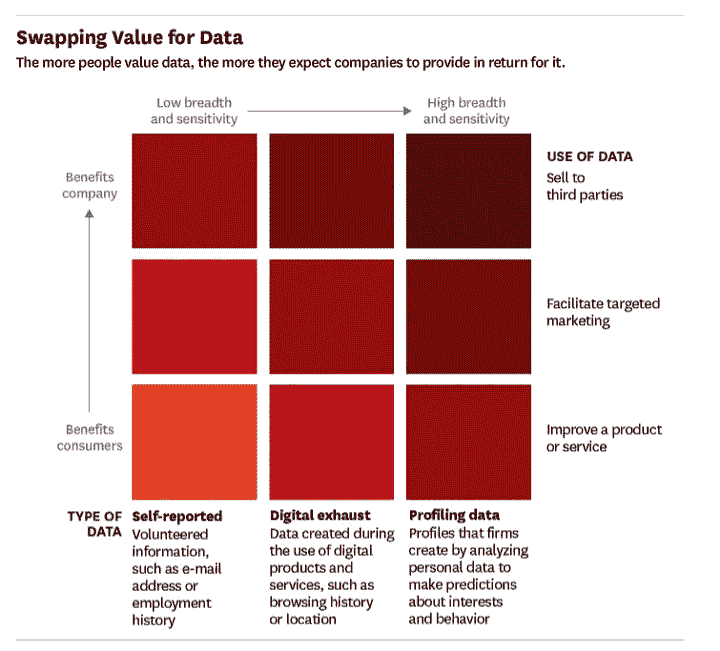 Swapping Value for Data
The more people value data, the more they expect companies to provide in return for it.
Low breadth
and sensitivity
High breadth
and sensitivity
Benefits
company
USE OF DATA
Sell to
third parties
Facilitate targeted
marketing
Benefits
consumers
Improve a product
or service
TYPE OF
DATA
Self-reported
Volunteered
information,
such as e-mail
address or
employment
history
Digital exhaust
Data created during
the use of digital
products and
services, such as
browsing history
or location
Profiling data
Profiles that firms
create by analyzing
personal data to
make predictions
about interests
and behavior